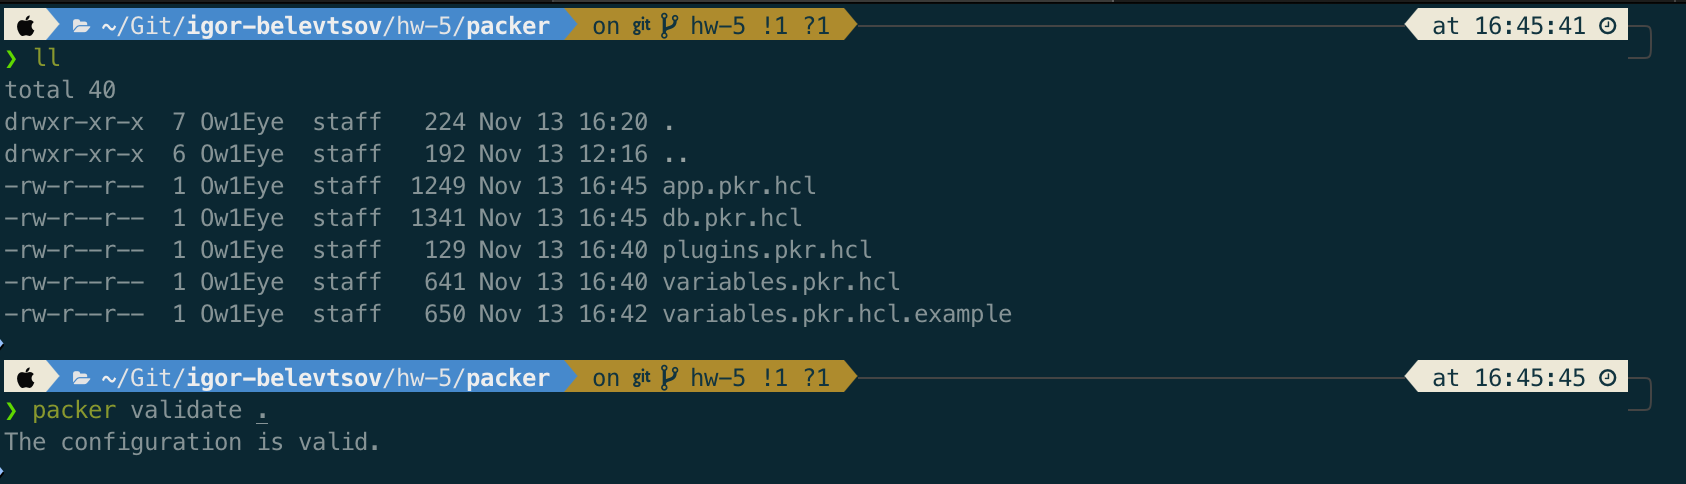 ~/Git/igor-belevtsov/hw-5/packer on git hw-5 !1 ?1 at 16:45:41
❯ ll
total 40
drwxr-xr-x 7 Ow1Eye staff 224 Nov 13 16:20 .
drwxr-xr-x 6 Ow1Eye staff 192 Nov 13 12:16 ..
-rw-r--r-- 1 Ow1Eye staff 1249 Nov 13 16:45 app.pkr.hcl
-rw-r--r-- 1 Ow1Eye staff 1341 Nov 13 16:45 db.pkr.hcl
-rw-r--r-- 1 Ow1Eye staff 129 Nov 13 16:40 plugins.pkr.hcl
-rw-r--r-- 1 Ow1Eye staff 641 Nov 13 16:40 variables.pkr.hcl
-rw-r--r-- 1 Ow1Eye staff 650 Nov 13 16:42 variables.pkr.hcl.example
~/Git/igor-belevtsov/hw-5/packer on git hw-5 !1 ?1 at 16:45:45
❯ packer validate .
The configuration is valid.